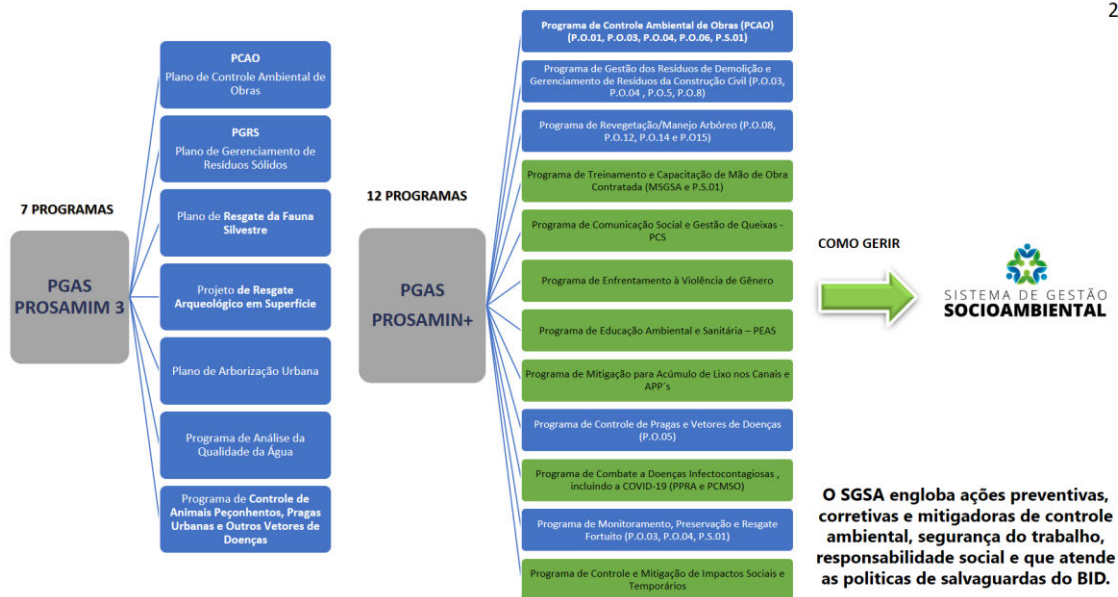 2
7 PROGRAMAS
PGAS
PROSAMIM 3
PCAO
Plano de Controle Ambiental de
Obras
PGRS
Plano de Gerenciamento de
Resíduos Sólidos
Plano de Resgate da Fauna
Silvestre
Projeto de Resgate
Arqueológico em Superfície
Plano de Arborização Urbana
Programa de Análise da
Qualidade da Água
Programa de Controle de
Animais Peçonhentos, Pragas
Urbanas e Outros Vetores de
Doenças
12 PROGRAMAS
PGAS
PROSAMIN+
Programa de Controle Ambiental de Obras (PCAO)
(P.O.01, P.O.03, P.O.04, P.O.06, P.S.01)
Programa de Gestão dos Resíduos de Demolição e
Gerenciamento de Resíduos da Construção Civil (P.O.03,
P.O.04 , P.O.5, P.O.8)
Programa de Revegetação/Manejo Arbóreo (P.O.08,
P.O.12, P.O.14 e P.O15)
Programa de Treinamento e Capacitação de Mão de Obra
Contratada (MSGSA e P.S.01)
Programa de Comunicação Social e Gestão de Queixas -
PCS
Programa de Enfrentamento à Violência de Gênero
Programa de Educação Ambiental e Sanitária – PEAS
Programa de Mitigação para Acúmulo de Lixo nos Canais e
APP´s
Programa de Controle de Pragas e Vetores de Doenças
(P.O.05)
Programa de Combate a Doenças Infectocontagiosas ,
incluindo a COVID-19 (PPRA e PCMSO)
Programa de Monitoramento, Preservação e Resgate
Fortuito (P.O.03, P.O.04, P.S.01)
Programa de Controle e Mitigação de Impactos Sociais e
Temporários
COMO GERIR
SISTEMA DE GESTÃO
SOCIOAMBIENTAL
O SGSA engloba ações preventivas,
corretivas e mitigadoras de controle
ambiental, segurança do trabalho,
responsabilidade social e que atende
as politicas de salvaguardas do BID.